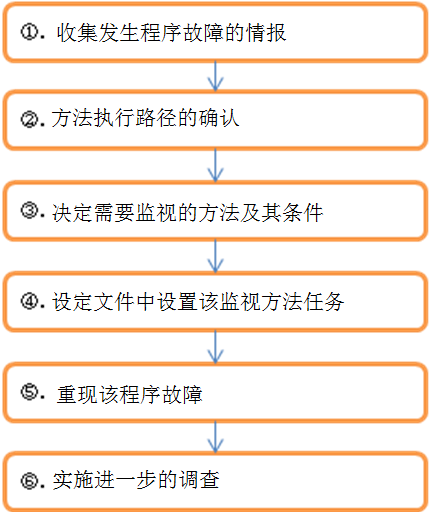 ①. 收集发生程序故障的情报
②. 方法执行路径的确认
③. 决定需要监视的方法及其条件
④. 设定文件中设置该监视方法任务
⑤. 重现该程序故障
⑥. 实施进一步的调查